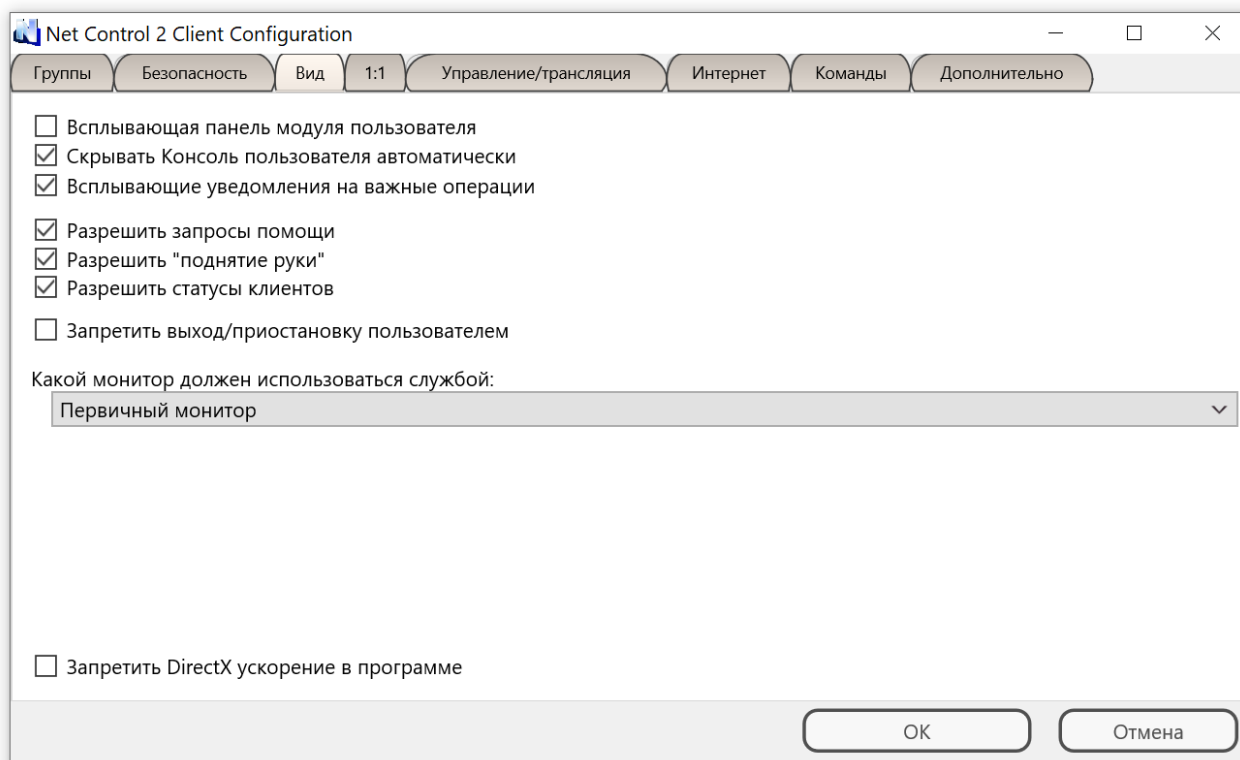 Net Control 2 Client Configuration
Группы Безопасность Вид 1:1 Управление/трансляция Интернет Команды Дополнительно
Всплывающая панель модуля пользователя
Скрывать Консоль пользователя автоматически
Всплывающие уведомления на важные операции
Разрешить запросы помощи
Разрешить "поднятие руки"
Разрешить статусы клиентов
Запретить выход/приостановку пользователем
Какой монитор должен использоваться службой:
Первичный монитор
Запретить DirectX ускорение в программе
ОК Отмена